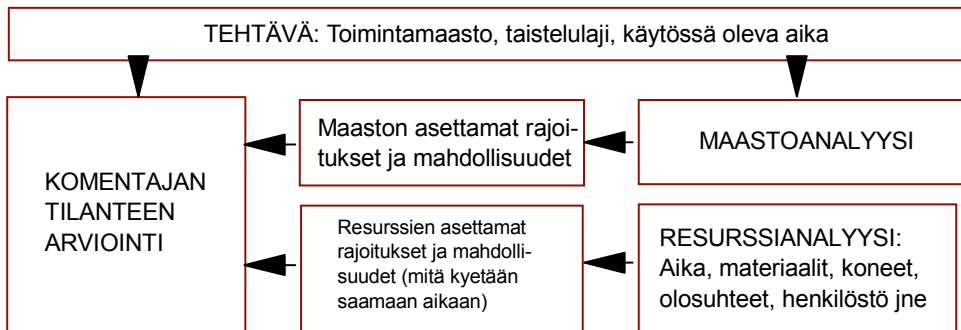 TEHTÄVÄ: Toimintamaasto, taistelulaji, käytössä oleva aika
KOMENTAJAN
TILANTEEN
ARVIOINTI
Maaston asettamat rajoi-
tukset ja mahdollisuudet
MAASTOANALYYSI
Resurssien asettamat
rajoitukset ja mahdolli-
suudet (mitä kyetään
saamaan aikaan)
RESURSSIANALYYSI:
Aika, materiaalit, koneet,
olosuhteet, henkilöstö jne